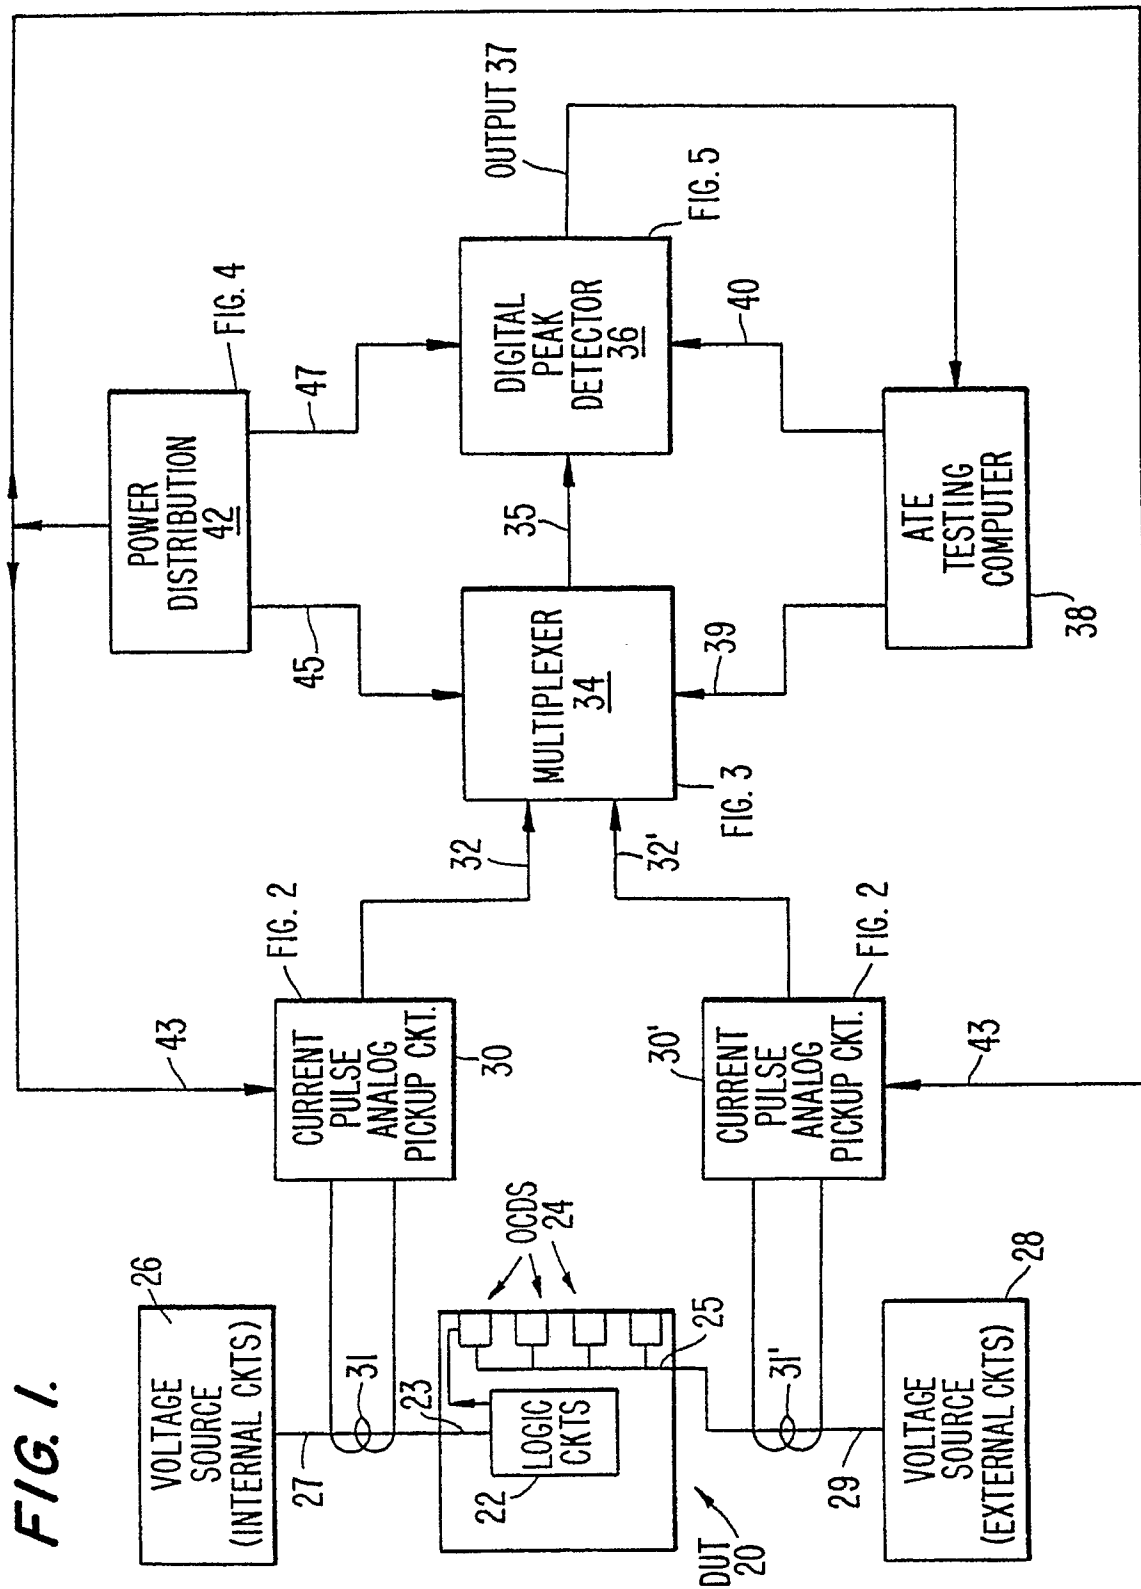 FIG. 1.
VOLTAGE
SOURCE
(INTERNAL CKTS)
26
27
31
23
LOGIC
CKTS
22
OCDS
24
25
DUT
20
VOLTAGE
SOURCE
(EXTERNAL CKTS)
28
29
31'
43
CURRENT
PULSE
ANALOG
PICKUP CKT.
30
FIG. 2
32
CURRENT
PULSE
ANALOG
PICKUP CKT.
30'
FIG. 2
43
32'
MULTIPLEXER
34
FIG. 3
35
39
45
POWER
DISTRIBUTION
42
FIG. 4
47
DIGITAL
PEAK
DETECTOR
36
FIG. 5
40
OUTPUT 37
ATE
TESTING
COMPUTER
38